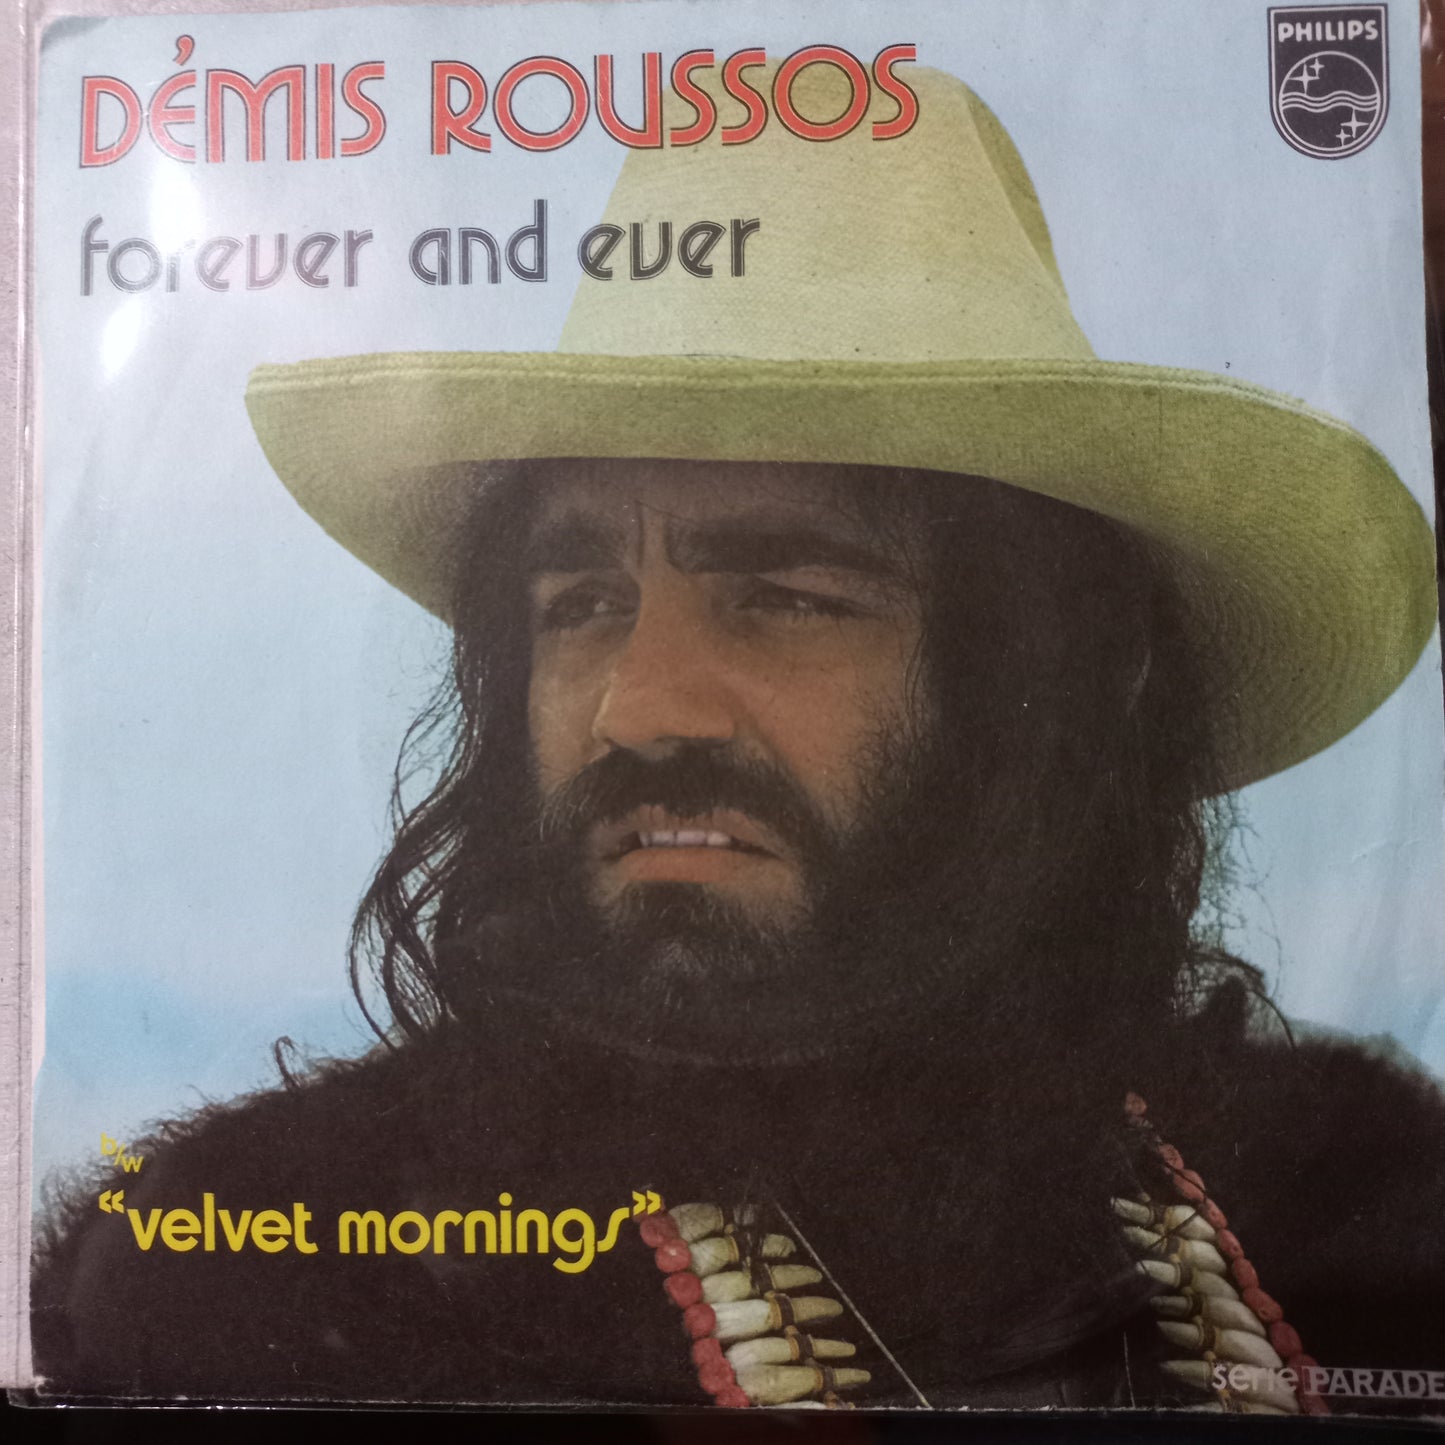 DÉMIS ROUSSOS
PHILIPS
forever and ever
b/w
“velvet mornings”
serie PARADE